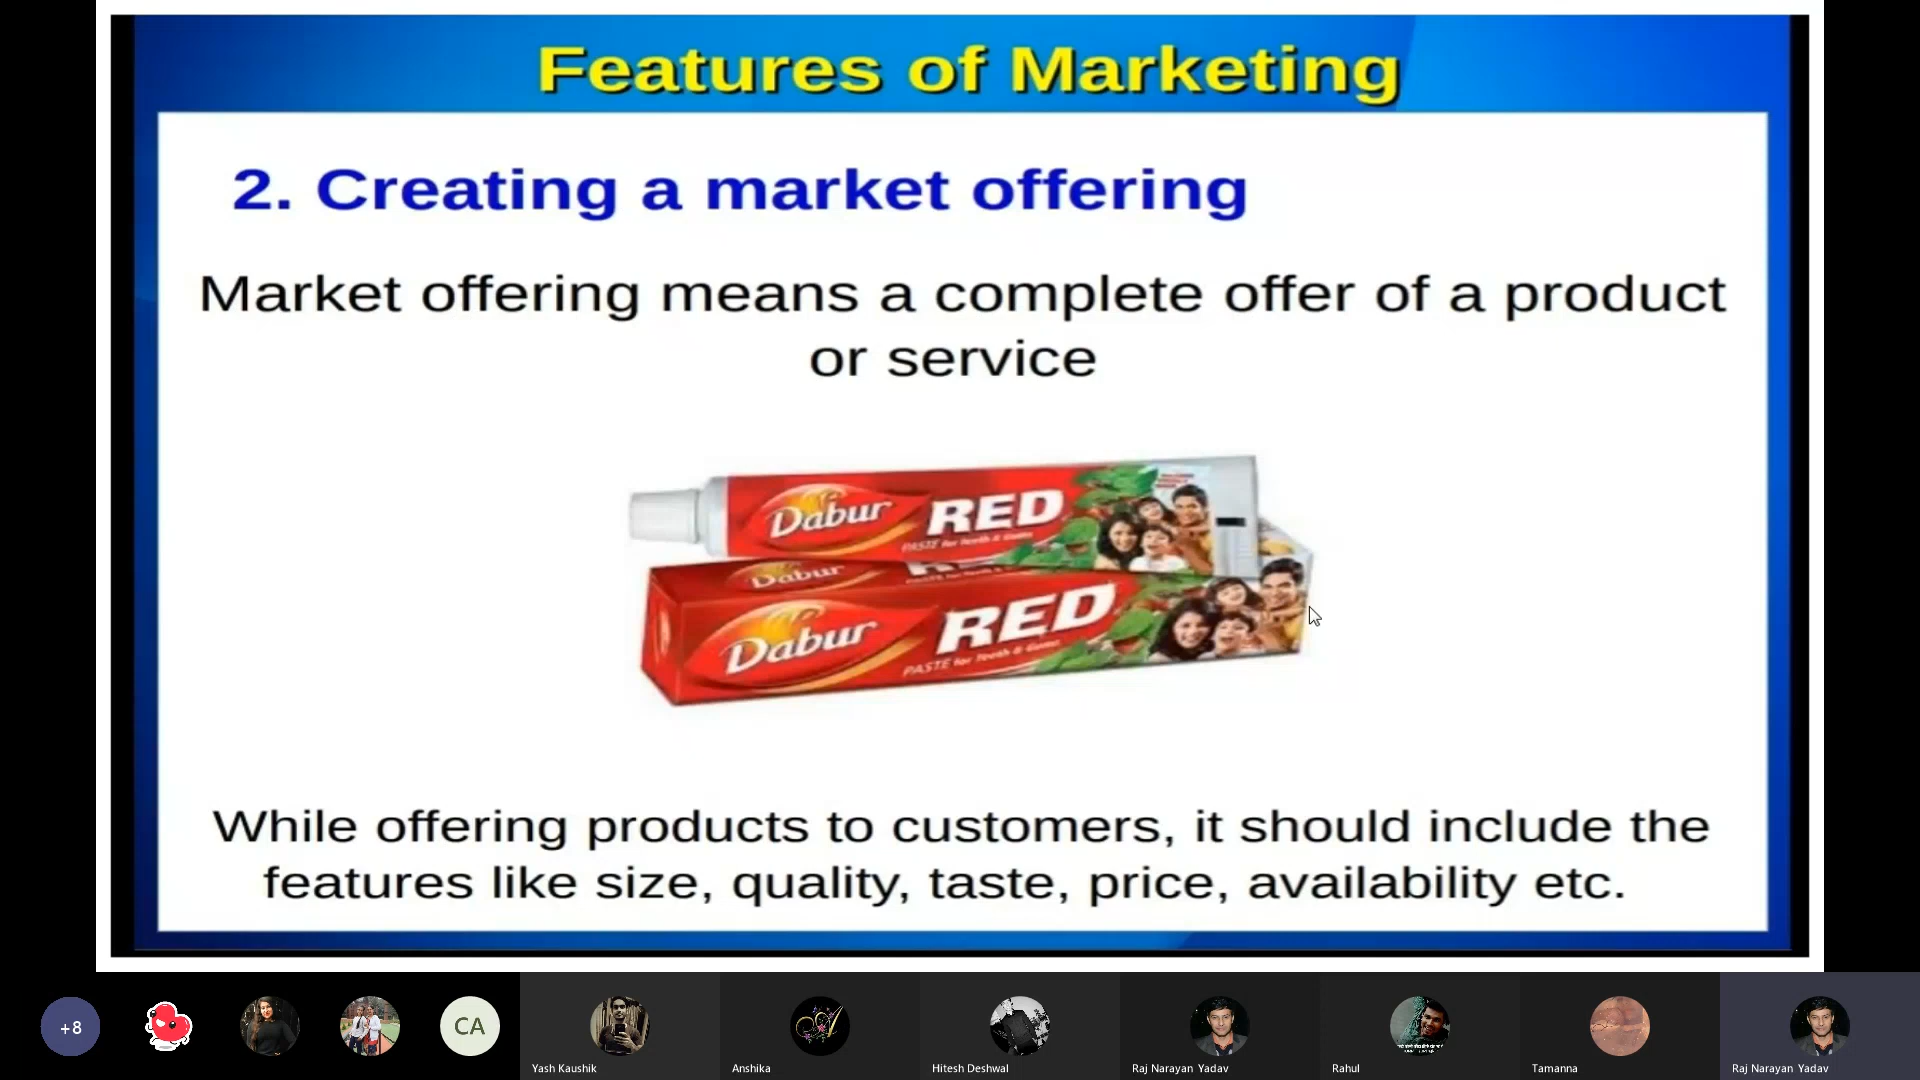 Features of Marketing
2. Creating a market offering
Market offering means a complete offer of a product
or service
Dabur RED
PASTE for Teeth & Gums
Dabur
Dabur RED
PASTE for Teeth & Gums
While offering products to customers, it should include the
features like size, quality, taste, price, availability etc.
+8
CA
Yash Kaushik
Anshika
Hitesh Deshwal
Raj Narayan Yadav
Rahul
Tamanna
Raj Narayan Yadav